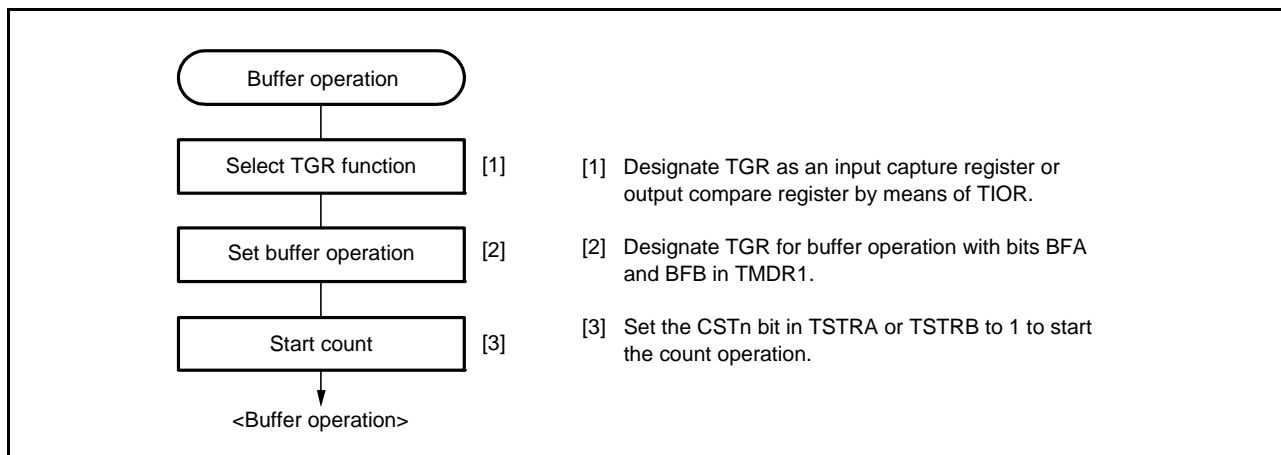 Buffer operation
Select TGR function
[1]
[1] Designate TGR as an input capture register or
output compare register by means of TIOR.
Set buffer operation
[2]
[2] Designate TGR for buffer operation with bits BFA
and BFB in TMDR1.
Start count
[3]
[3] Set the CSTn bit in TSTRA or TSTRB to 1 to start
the count operation.
<Buffer operation>